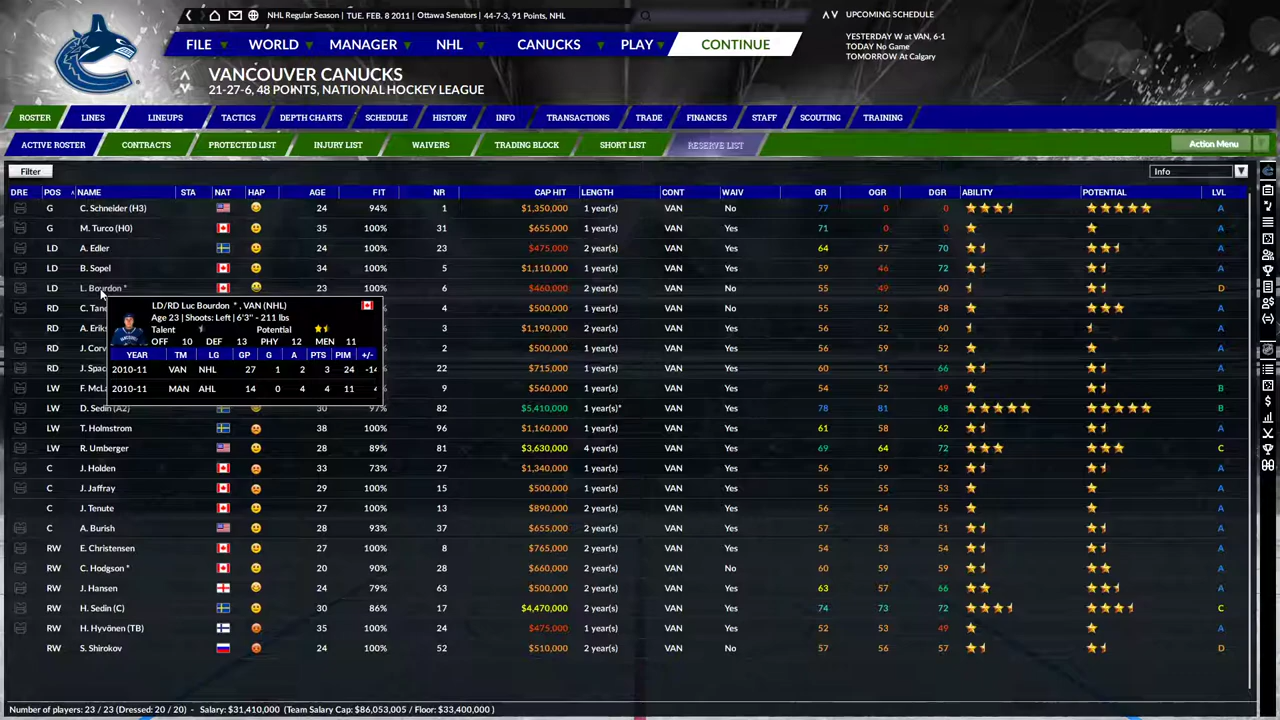 NHL Regular Season | TUE. FEB. 8 2011 | Ottawa Senators | 44-7-3, 91 Points, NHL
UPCOMING SCHEDULE
YESTERDAY W at VAN, 6-1
TODAY No Game
TOMORROW At Calgary
FILE WORLD MANAGER NHL CANUCKS PLAY CONTINUE
VANCOUVER CANUCKS
21-27-6, 48 POINTS, NATIONAL HOCKEY LEAGUE
ROSTER LINES LINEUPS TACTICS DEPTH CHARTS SCHEDULE HISTORY INFO TRANSACTIONS TRADE FINANCES STAFF SCOUTING TRAINING
ACTIVE ROSTER CONTRACTS PROTECTED LIST INJURY LIST WAIVERS TRADING BLOCK SHORT LIST RESERVE LIST Action Menu
Filter Info
DRE POS NAME STA NAT HAP AGE FIT NR CAP HIT LENGTH CONT WAIV GR OGR DGR ABILITY POTENTIAL LVL
G C. Schneider (H3) 24 94% 1 $1,350,000 1 year(s) VAN No 77 0 0 A
G M. Turco (H0) 35 100% 31 $655,000 1 year(s) VAN Yes 71 0 0 A
LD A. Edler 24 100% 23 $475,000 2 year(s) VAN Yes 64 57 70 A
LD B. Sopel 34 100% 5 $1,110,000 1 year(s) VAN Yes 59 46 72 A
LD L. Bourdon * 23 100% 6 $460,000 2 year(s) VAN No 55 49 60 D
RD C. Tan 4 $500,000 1 year(s) VAN No 56 52 58 A
RD A. Erik 3 $1,190,000 1 year(s) VAN Yes 56 52 60 A
RD J. Corv 2 $500,000 1 year(s) VAN Yes 56 59 52 A
RD J. Spac 22 $715,000 1 year(s) VAN Yes 60 51 66 A
LW F. McL 9 $560,000 1 year(s) VAN Yes 54 52 49 B
LD/RD Luc Bourdon * , VAN (NHL)
Age 23 | Shoots: Left | 6'3" - 211 lbs
Talent Potential
OFF 10 DEF 13 PHY 12 MEN 11
YEAR TM LG GP G A PTS PIM +/-
2010-11 VAN NHL 27 1 2 3 24 -14
2010-11 MAN AHL 14 0 4 4 11
LW D. Sedin (A2) 30 97% 82 $5,410,000 1 year(s)* VAN Yes 78 81 68 B
LW T. Holmstrom 38 100% 96 $1,160,000 1 year(s) VAN Yes 61 58 62 A
LW R. Umberger 28 89% 81 $3,630,000 4 year(s) VAN Yes 69 64 72 C
C J. Holden 33 73% 27 $1,340,000 1 year(s) VAN Yes 56 59 52 A
C J. Jaffray 29 100% 15 $500,000 2 year(s) VAN Yes 55 55 53 A
C J. Tenute 27 100% 13 $890,000 2 year(s) VAN Yes 56 54 55 A
C A. Burish 28 93% 37 $655,000 2 year(s) VAN Yes 57 58 51 A
RW E. Christensen 27 100% 8 $765,000 2 year(s) VAN Yes 54 53 54 A
RW C. Hodgson * 20 90% 28 $660,000 2 year(s) VAN No 60 59 59 A
RW J. Hansen 24 79% 63 $500,000 2 year(s) VAN Yes 63 57 66 A
RW H. Sedin (C) 30 86% 17 $4,470,000 2 year(s) VAN Yes 74 73 72 C
RW H. Hyvönen (TB) 35 100% 24 $475,000 1 year(s) VAN Yes 52 53 49 A
RW S. Shirokov 24 100% 52 $510,000 2 year(s) VAN No 57 56 57 D
Number of players: 23 / 23 (Dressed: 20 / 20) - Salary: $31,410,000 (Team Salary Cap: $86,053,005 / Floor: $33,400,000 )